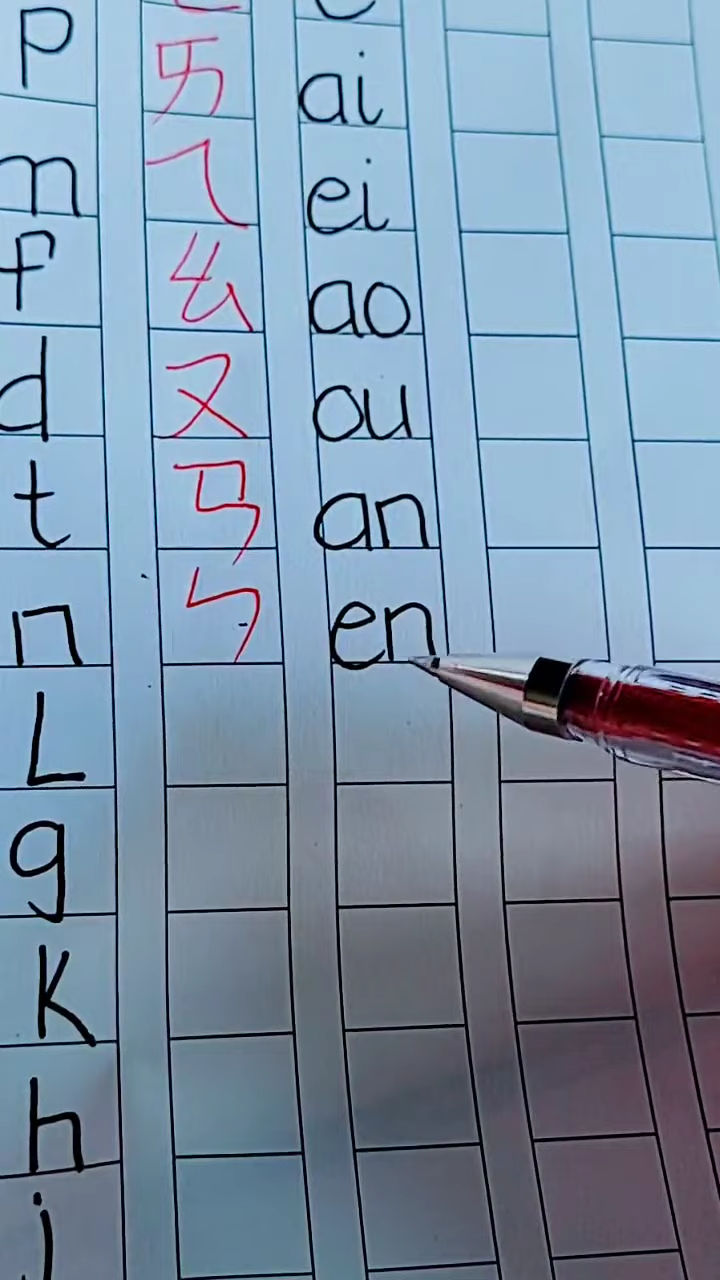 p ㄞ ai
m ㄟ ei
f ㄠ ao
d ㄡ ou
t ㄢ an
n ㄣ en
L
g
K
h
j